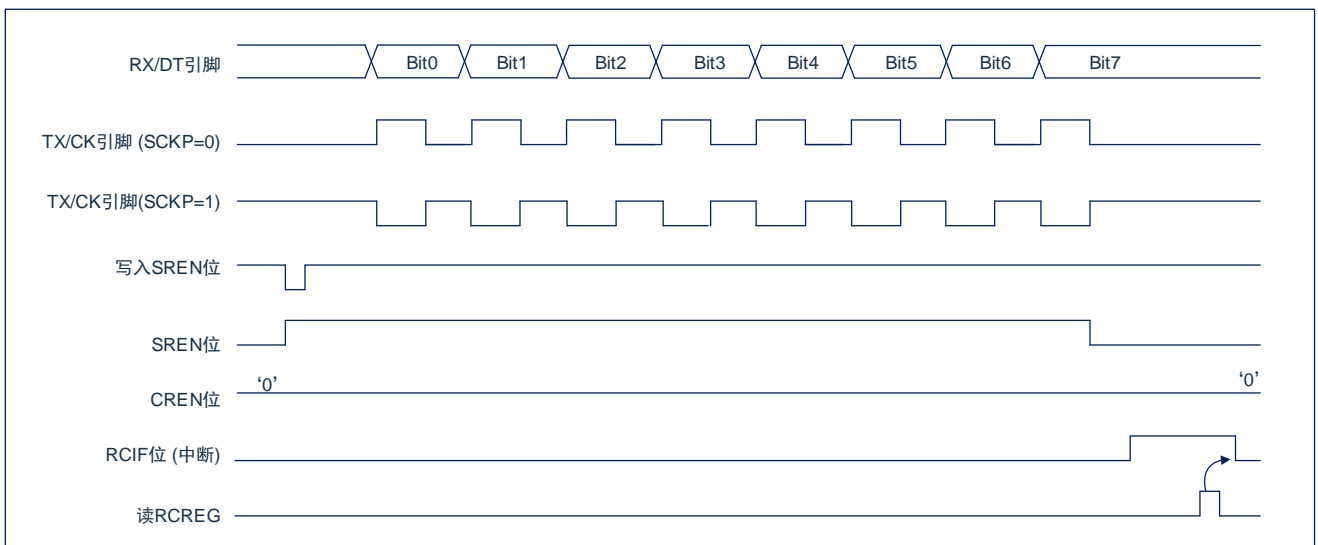 RX/DT引脚 Bit0 Bit1 Bit2 Bit3 Bit4 Bit5 Bit6 Bit7
TX/CK引脚 (SCKP=0)
TX/CK引脚(SCKP=1)
写入SREN位
SREN位
CREN位 ‘0’ ‘0’
RCIF位 (中断)
读RCREG